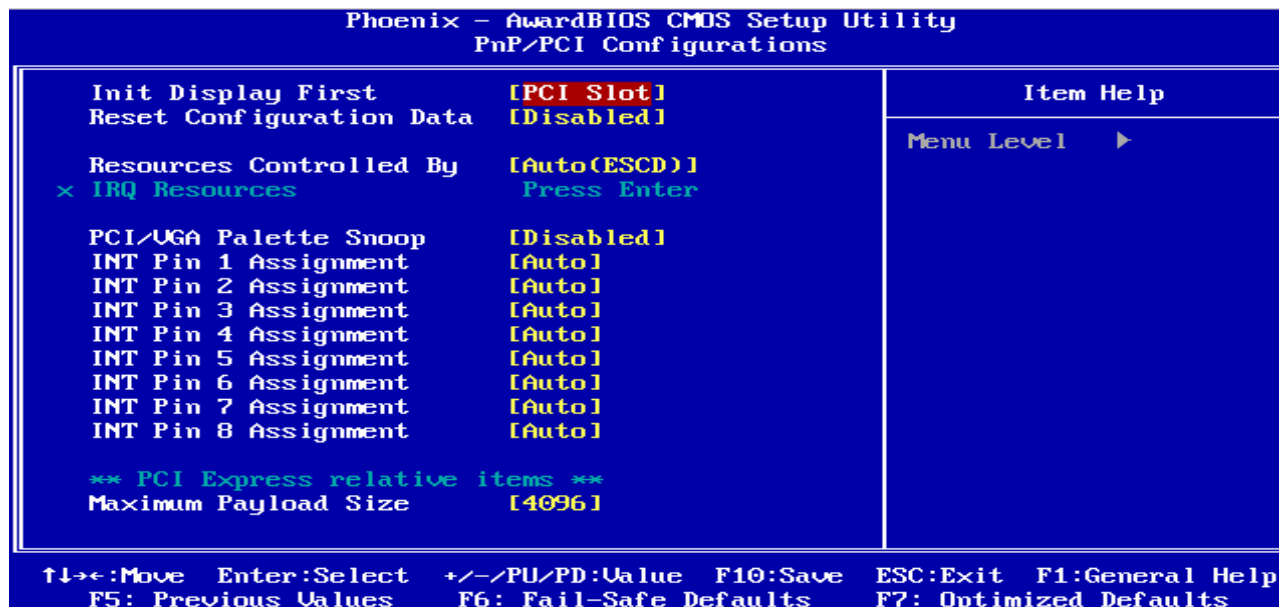 Phoenix - AwardBIOS CMOS Setup Utility
PnP/PCI Configurations
Init Display First [PCI Slot]
Reset Configuration Data [Disabled]
Resources Controlled By [Auto(ESCD)]
x IRQ Resources Press Enter
PCI/VGA Palette Snoop [Disabled]
INT Pin 1 Assignment [Auto]
INT Pin 2 Assignment [Auto]
INT Pin 3 Assignment [Auto]
INT Pin 4 Assignment [Auto]
INT Pin 5 Assignment [Auto]
INT Pin 6 Assignment [Auto]
INT Pin 7 Assignment [Auto]
INT Pin 8 Assignment [Auto]
** PCI Express relative items **
Maximum Payload Size [4096]
Item Help
Menu Level ▶
↑↓→←:Move Enter:Select +/-/PU/PD:Value F10:Save ESC:Exit F1:General Help
F5: Previous Values F6: Fail-Safe Defaults F7: Optimized Defaults